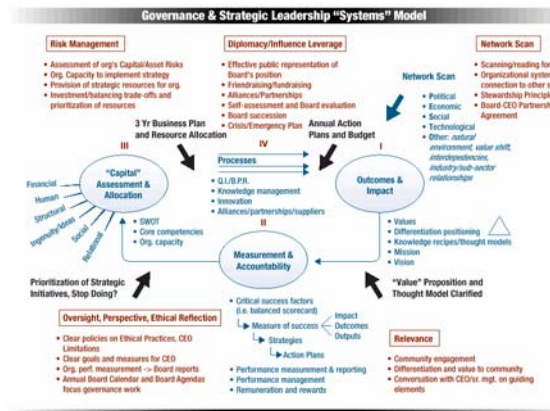 Governance & Strategic Leadership "Systems" Model
Risk Management
• Assessment of org's Capital/Asset Risks
• Org. Capacity to implement strategy
• Provision of strategic resources for org.
• Investment/balancing trade-offs and
prioritization of resources
Diplomacy/Influence Leverage
• Effective public representation of
Board's position
• Friendraising/fundraising
• Alliances/Partnerships
• Self-assessment and Board evaluation
• Board succession
• Crisis/Emergency Plan
Network Scan
• Scanning/reading for
• Organizational system
connection to other s
• Stewardship Principl
• Board-CEO Partnersh
Agreement
Network Scan
• Political
• Economic
• Social
• Technological
• Other: natural
environment, value shift,
interdependencies,
industry/sub-sector
relationships
3 Yr Business Plan
and Resource Allocation
Annual Action
Plans and Budget
III
"Capital"
Assessment &
Allocation
Financial
Human
Structural
Ingenuity/Ideas
Social
Relational
• SWOT
• Core competencies
• Org. capacity
IV
Processes
• Q.I./B.P.R.
• Knowledge management
• Innovation
• Alliances/partnerships/suppliers
I
Outcomes &
Impact
• Values
• Differentiation positioning
• Knowledge recipes/thought models
• Mission
• Vision
II
Measurement &
Accountability
• Critical success factors
(i.e. balanced scorecard)
Measure of success
Impact
Outcomes
Outputs
Strategies
Action Plans
• Performance measurement & reporting
• Performance management
• Remuneration and rewards
Prioritization of Strategic
Initiatives, Stop Doing?
"Value" Proposition and
Thought Model Clarified
Oversight, Perspective, Ethical Reflection
• Clear policies on Ethical Practices, CEO
Limitations
• Clear goals and measures for CEO
• Org. perf. measurement -> Board reports
• Annual Board Calendar and Board Agendas
focus governance work
Relevance
• Community engagement
• Differentiation and value to community
• Conversation with CEO/sr. mgt. on guiding
elements